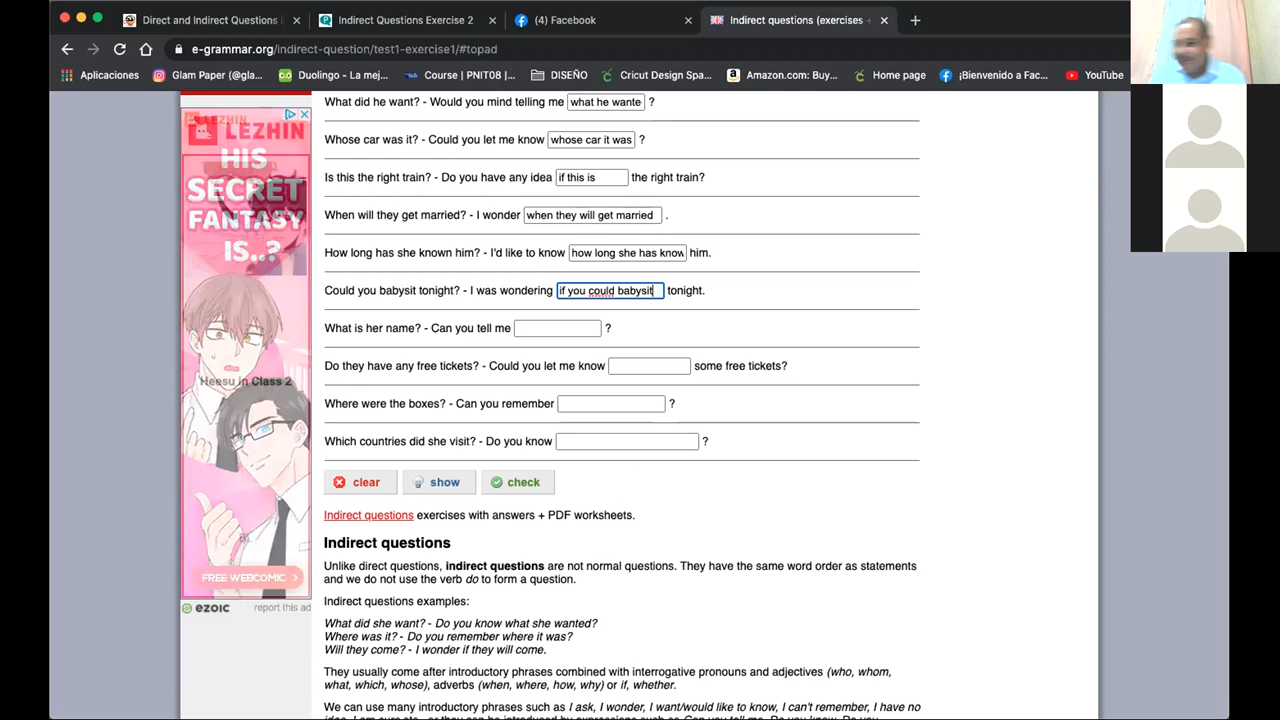 Direct and Indirect Questions in
Indirect Questions Exercise 2
(4) Facebook
Indirect questions (exercises
e-grammar.org/indirect-question/test1-exercise1/#topad
Aplicaciones
Glam Paper (@gla...
Duolingo - La mej...
Course | PNIT08 |...
DISEÑO
Cricut Design Spa...
Amazon.com: Buy...
Home page
¡Bienvenido a Fac...
YouTube
What did he want? - Would you mind telling me what he wante ?
Whose car was it? - Could you let me know whose car it was ?
Is this the right train? - Do you have any idea if this is the right train?
When will they get married? - I wonder when they will get married .
How long has she known him? - I'd like to know how long she has know him.
Could you babysit tonight? - I was wondering if you could babysit tonight.
What is her name? - Can you tell me ?
Do they have any free tickets? - Could you let me know some free tickets?
Where were the boxes? - Can you remember ?
Which countries did she visit? - Do you know ?
clear show check
Indirect questions exercises with answers + PDF worksheets.
Indirect questions
Unlike direct questions, indirect questions are not normal questions. They have the same word order as statements
and we do not use the verb do to form a question.
Indirect questions examples:
What did she want? - Do you know what she wanted?
Where was it? - Do you remember where it was?
Will they come? - I wonder if they will come.
They usually come after introductory phrases combined with interrogative pronouns and adjectives (who, whom,
what, which, whose), adverbs (when, where, how, why) or if, whether.
We can use many introductory phrases such as I ask, I wonder, I want/would like to know, I can't remember, I have no
LEZHIN
HIS
SECRET
FANTASY
IS..?
Heesu in Class 2
FREE WEBCOMIC >
ezoic
report this ad